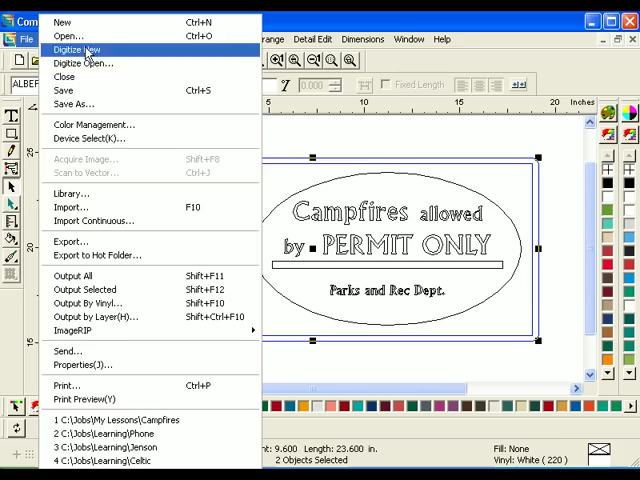 Com
File
range
Detail Edit
Dimensions
Window
Help
New Ctrl+N
Open... Ctrl+O
Digitize New
Digitize Open...
Close
Save Ctrl+S
Save As...
Color Management...
Device Select(K)...
Acquire Image... Shift+F8
Scan to Vector... Ctrl+J
Library...
Import... F10
Import Continuous...
Export...
Export to Hot Folder...
Output All Shift+F11
Output Selected Shift+F12
Output By Vinyl... Shift+F10
Output by Layer(H)... Shift+Ctrl+F10
ImageRIP
Send...
Properties(J)...
Print... Ctrl+P
Print Preview(Y)
1 C:\Jobs\My Lessons\Campfires
2 C:\Jobs\Learning\Phone
3 C:\Jobs\Learning\Jenson
4 C:\Jobs\Learning\Celtic
ALBER
Fixed Length
5 10 15 20 Inches
25
20
15
Campfires allowed
by PERMIT ONLY
Parks and Rec Dept.
9.600 Length: 23.600 in.
2 Objects Selected
Fill: None
Vinyl: White ( 220 )